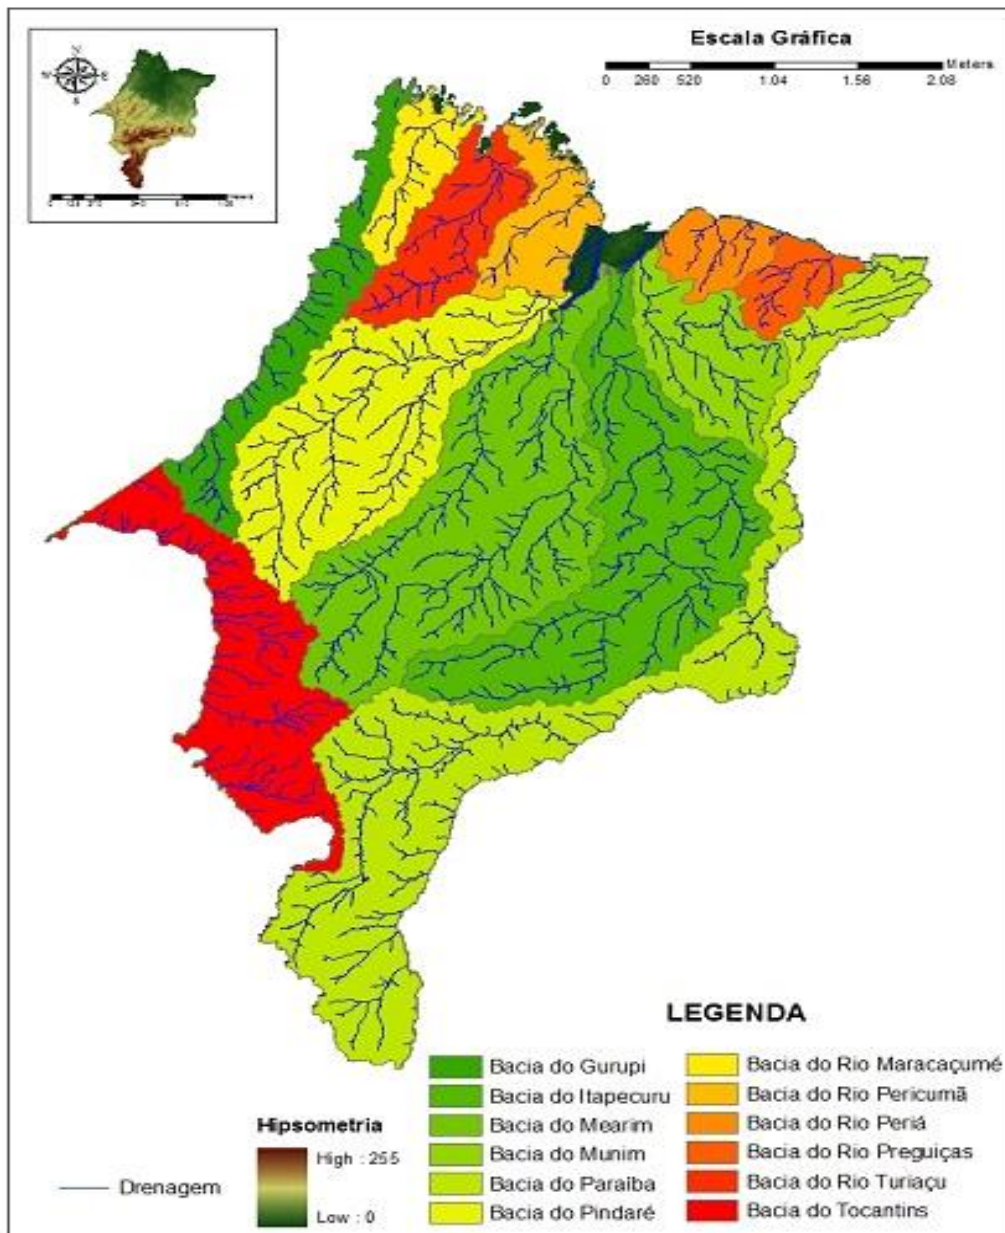 Escala Gráfica
Meters
0.0 260 520 1.04 1.56 2.08
N
W E
S
LEGENDA
Bacia do Gurupi
Bacia do Itapecuru
Bacia do Mearim
Bacia do Munim
Bacia do Paraíba
Bacia do Pindaré
Bacia do Rio Maracaçumé
Bacia do Rio Pericumã
Bacia do Rio Periá
Bacia do Rio Preguiças
Bacia do Rio Turiaçu
Bacia do Tocantins
Hipsometria
High : 255
Low : 0
Drenagem